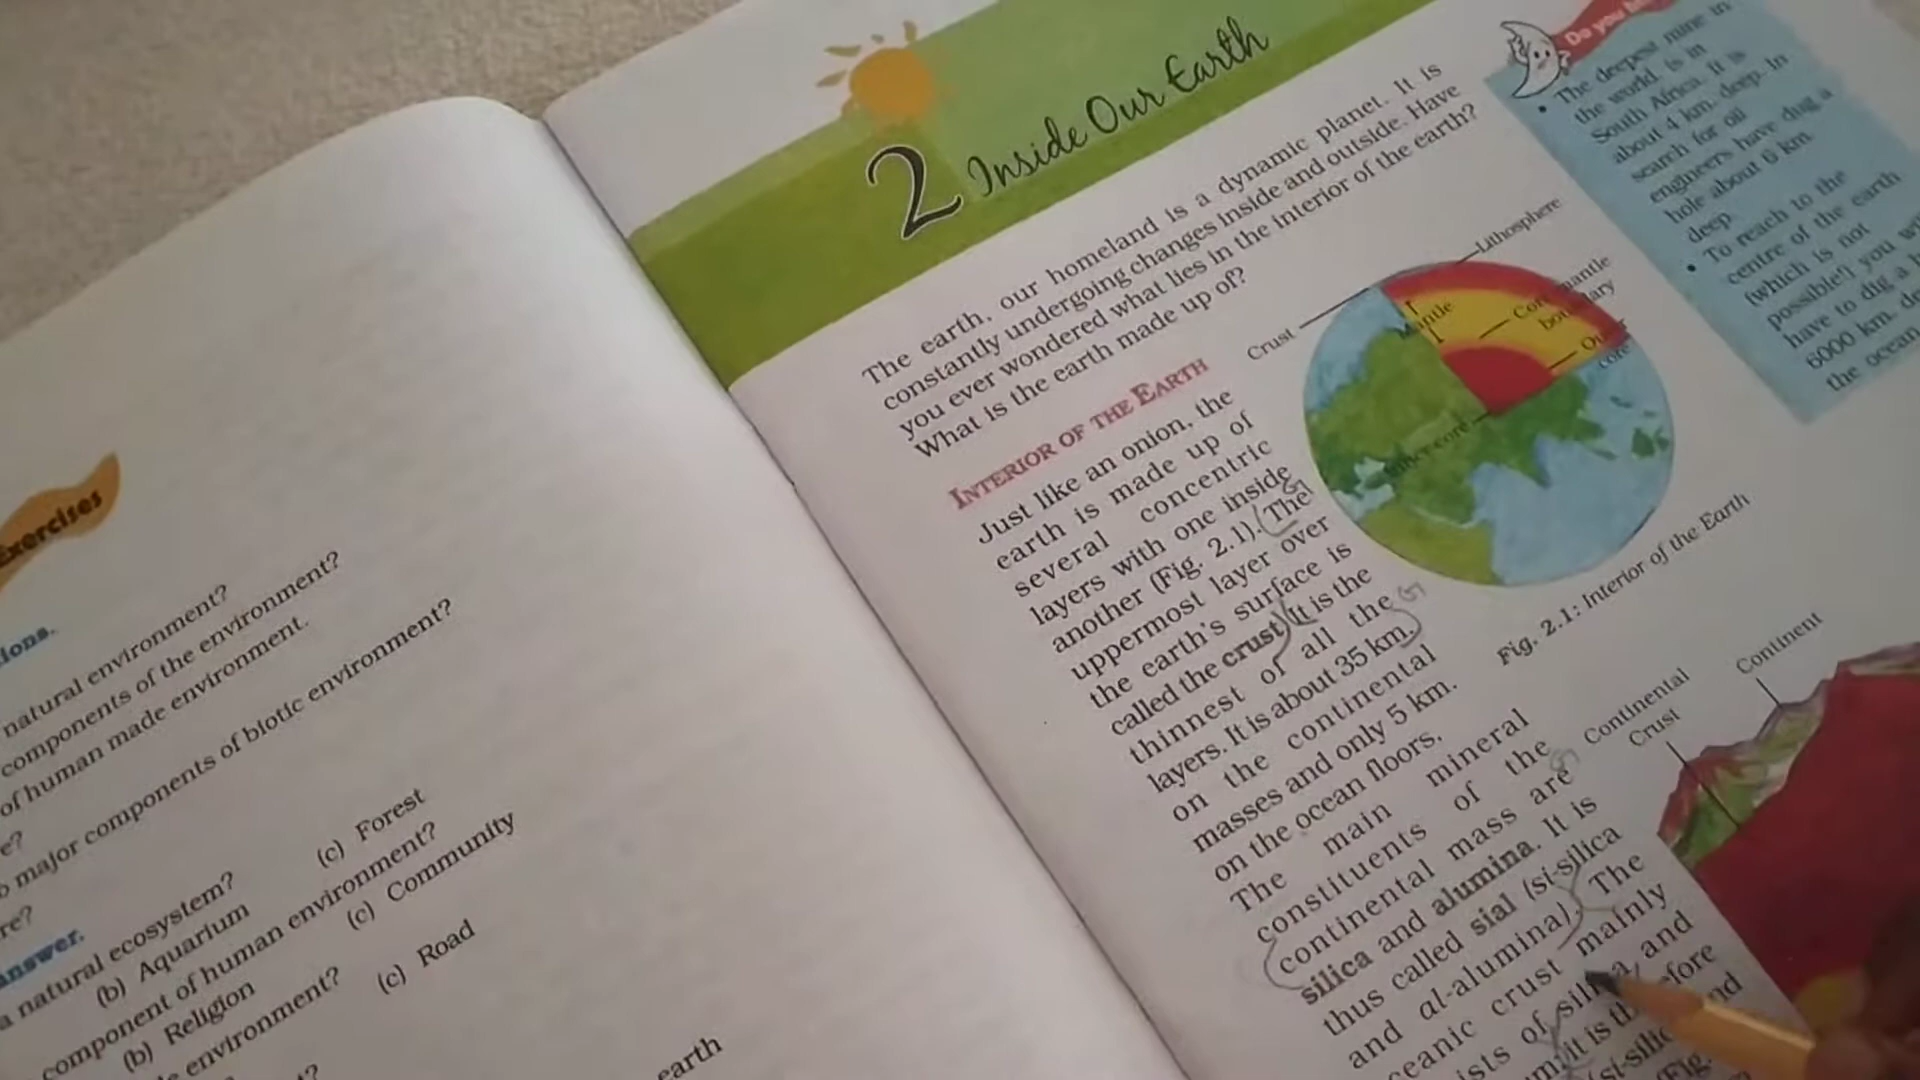 Exercises
natural environment?
components of the environment?
of human made environment.
major components of biotic environment?
Answer.
a natural ecosystem?
(b) Aquarium
(c) Forest
component of human environment?
(b) Religion
(c) Community
environment?
(c) Road
earth
2 Inside Our Earth
The earth, our homeland is a dynamic planet. It is
constantly undergoing changes inside and outside. Have
you ever wondered what lies in the interior of the earth?
What is the earth made up of?
INTERIOR OF THE EARTH
Just like an onion, the
earth is made up of
several concentric
layers with one inside
another (Fig. 2.1). The
uppermost layer over
the earth's surface is
called the crust. It is the
thinnest of all the
layers. It is about 35 km.
on the continental
masses and only 5 km.
on the ocean floors.
The main mineral
constituents of the
continental mass are
silica and alumina. It is
thus called sial (si-silica
and al-alumina). The
crust mainly
of
and
it is
Lithosphere
Crust
Mantle
Inner core
Fig. 2.1: Interior of the Earth
Continent
Continental
Crust
Do you
• The deepest mine in
the world, is in
South Africa. It is
about 4 km. deep. In
search for oil
engineers have dug a
hole about 6 km
deep.
• To reach to the
centre of the earth
(which is not
possible!) you
have to dig a
6000 km.
the ocean